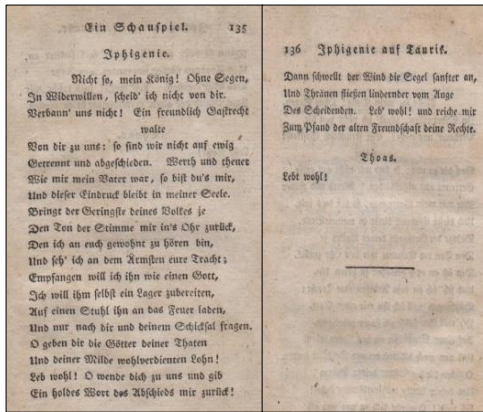 Ein Schauspiel. 135
Iphigenie.
Nicht so, mein König! Ohne Segen,
In Widerwillen, scheid' ich nicht von dir.
Verbann' uns nicht! Ein freundlich Gastrecht
walte
Von dir zu uns: so sind wir nicht auf ewig
Getrennt und abgeschieden. Werth und theuer
Wie mir mein Vater war, so bist du's mir,
Und dieser Eindruck bleibt in meiner Seele.
Bringt der Geringste deines Volkes je
Den Ton der Stimme mir in's Ohr zurück,
Den ich an euch gewohnt zu hören bin,
Und seh' ich an dem Ärmsten eure Tracht;
Empfangen will ich ihn wie einen Gott,
Ich will ihm selbst ein Lager zubereiten,
Auf einen Stuhl ihn an das Feuer laden,
Und nur nach dir und deinem Schicksal fragen.
O geben dir die Götter deiner Thaten
Und deiner Milde wohlverdienten Lohn!
Leb wohl! O wende dich zu uns und gib
Ein holdes Wort des Abschieds mir zurück!
136 Iphigenie auf Tauris.
Dann schwellt der Wind die Segel sanfter an,
Und Thränen fließen lindernder vom Auge
Des Scheidenden. Leb' wohl! und reiche mir
Zum Pfand der alten Freundschaft deine Rechte.
Thoas.
Lebt wohl!